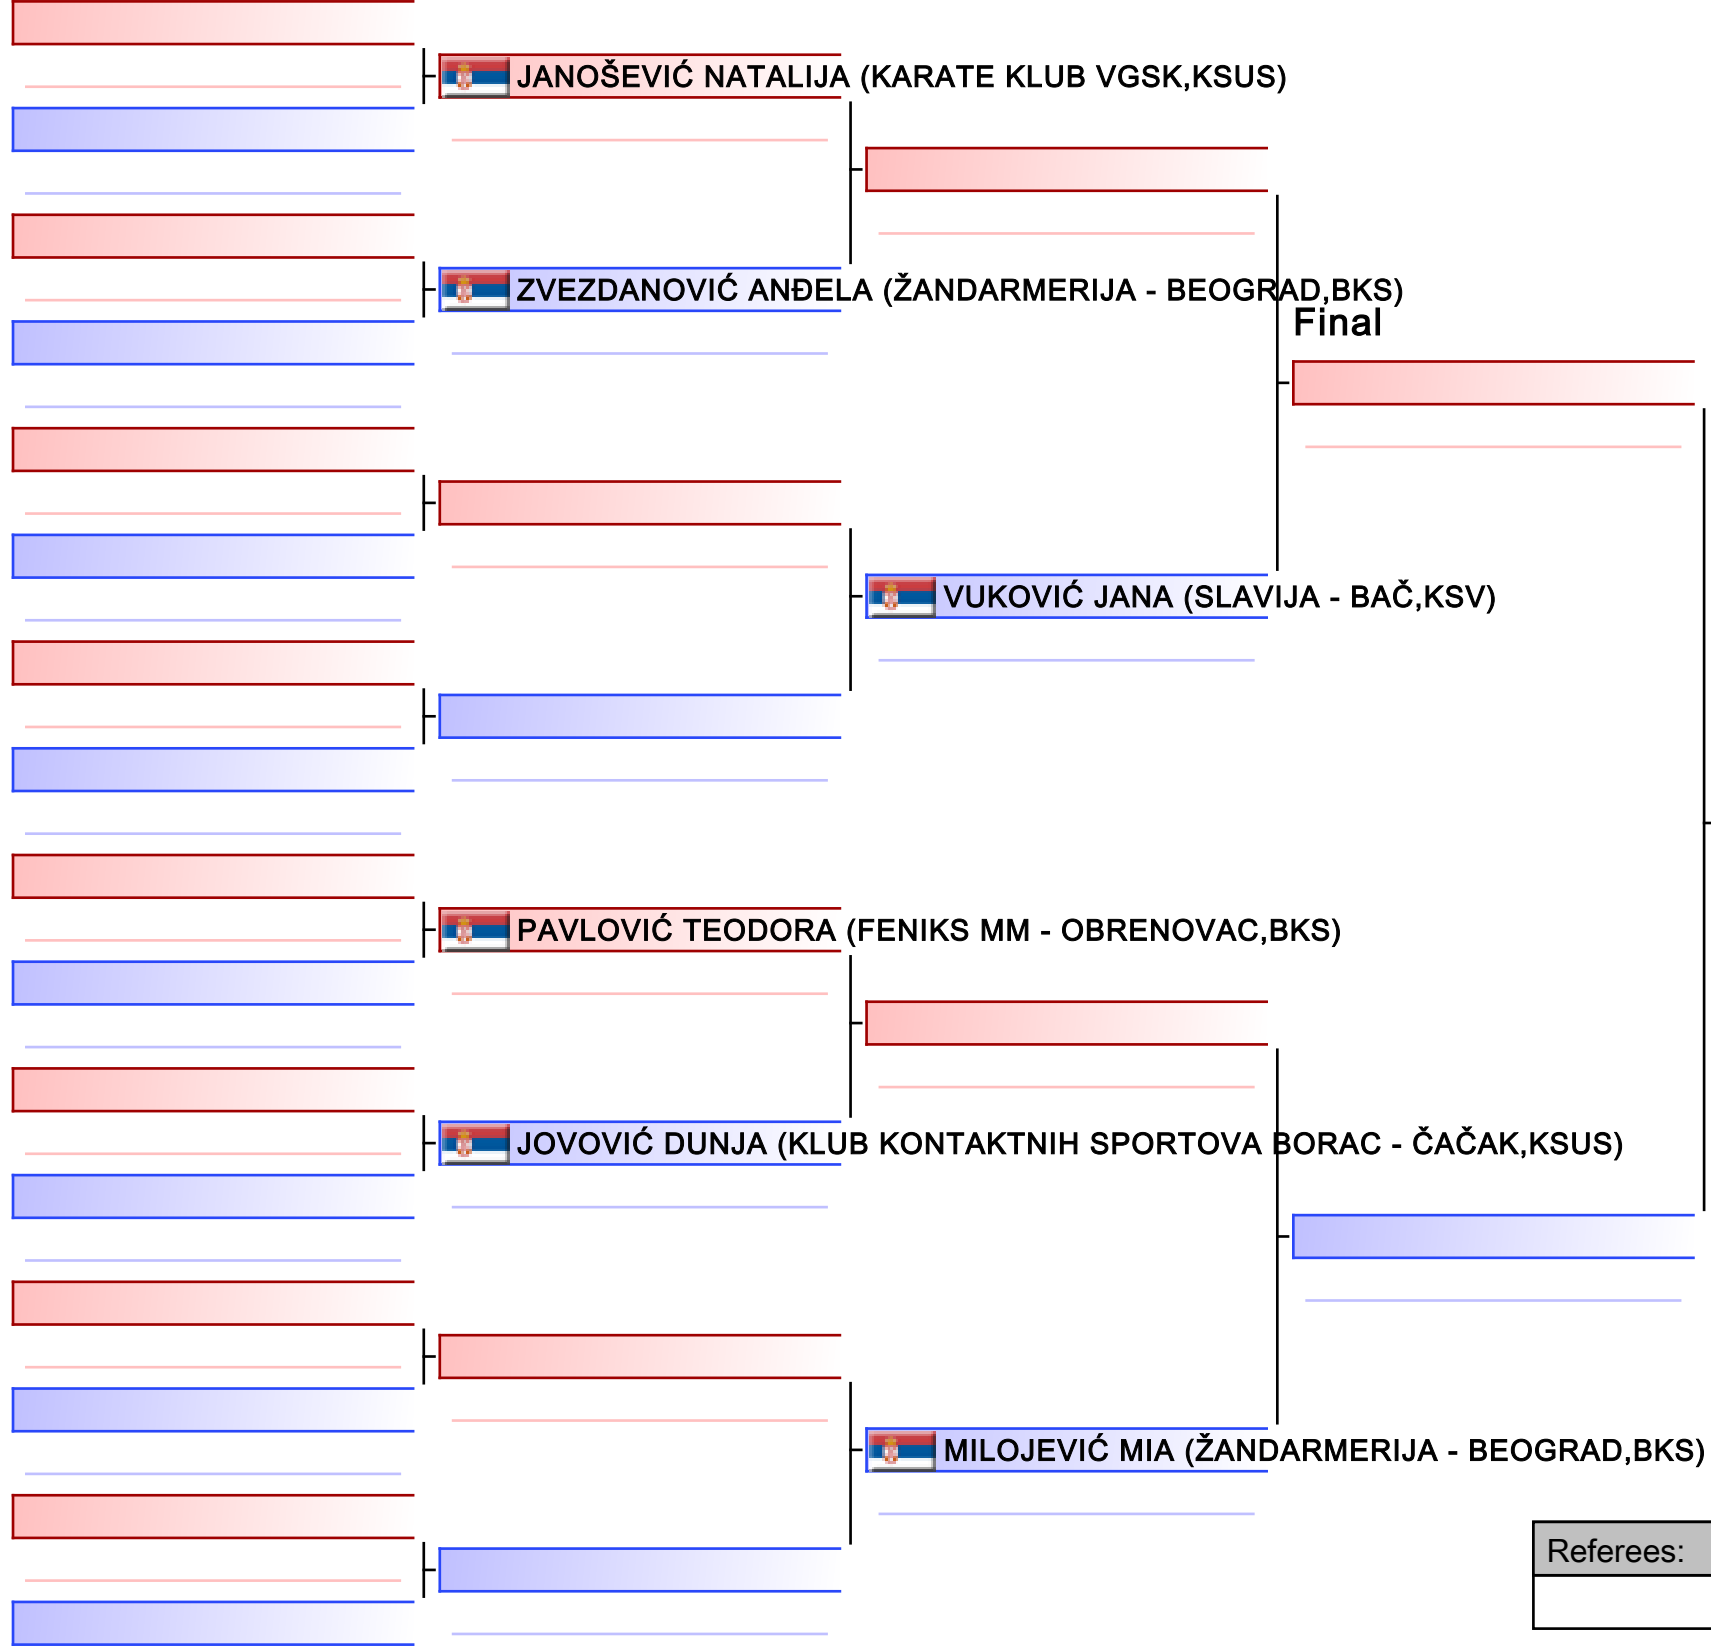 JANOŠEVIĆ NATALIJA (KARATE KLUB VGSK,KSUS)
ZVEZDANOVIĆ ANĐELA (ŽANDARMERIJA - BEOGRAD,BKS)
Final
VUKOVIĆ JANA (SLAVIJA - BAČ,KSV)
PAVLOVIĆ TEODORA (FENIKS MM - OBRENOVAC,BKS)
JOVOVIĆ DUNJA (KLUB KONTAKTNIH SPORTOVA BORAC - ČAČAK,KSUS)
MILOJEVIĆ MIA (ŽANDARMERIJA - BEOGRAD,BKS)
Referees: